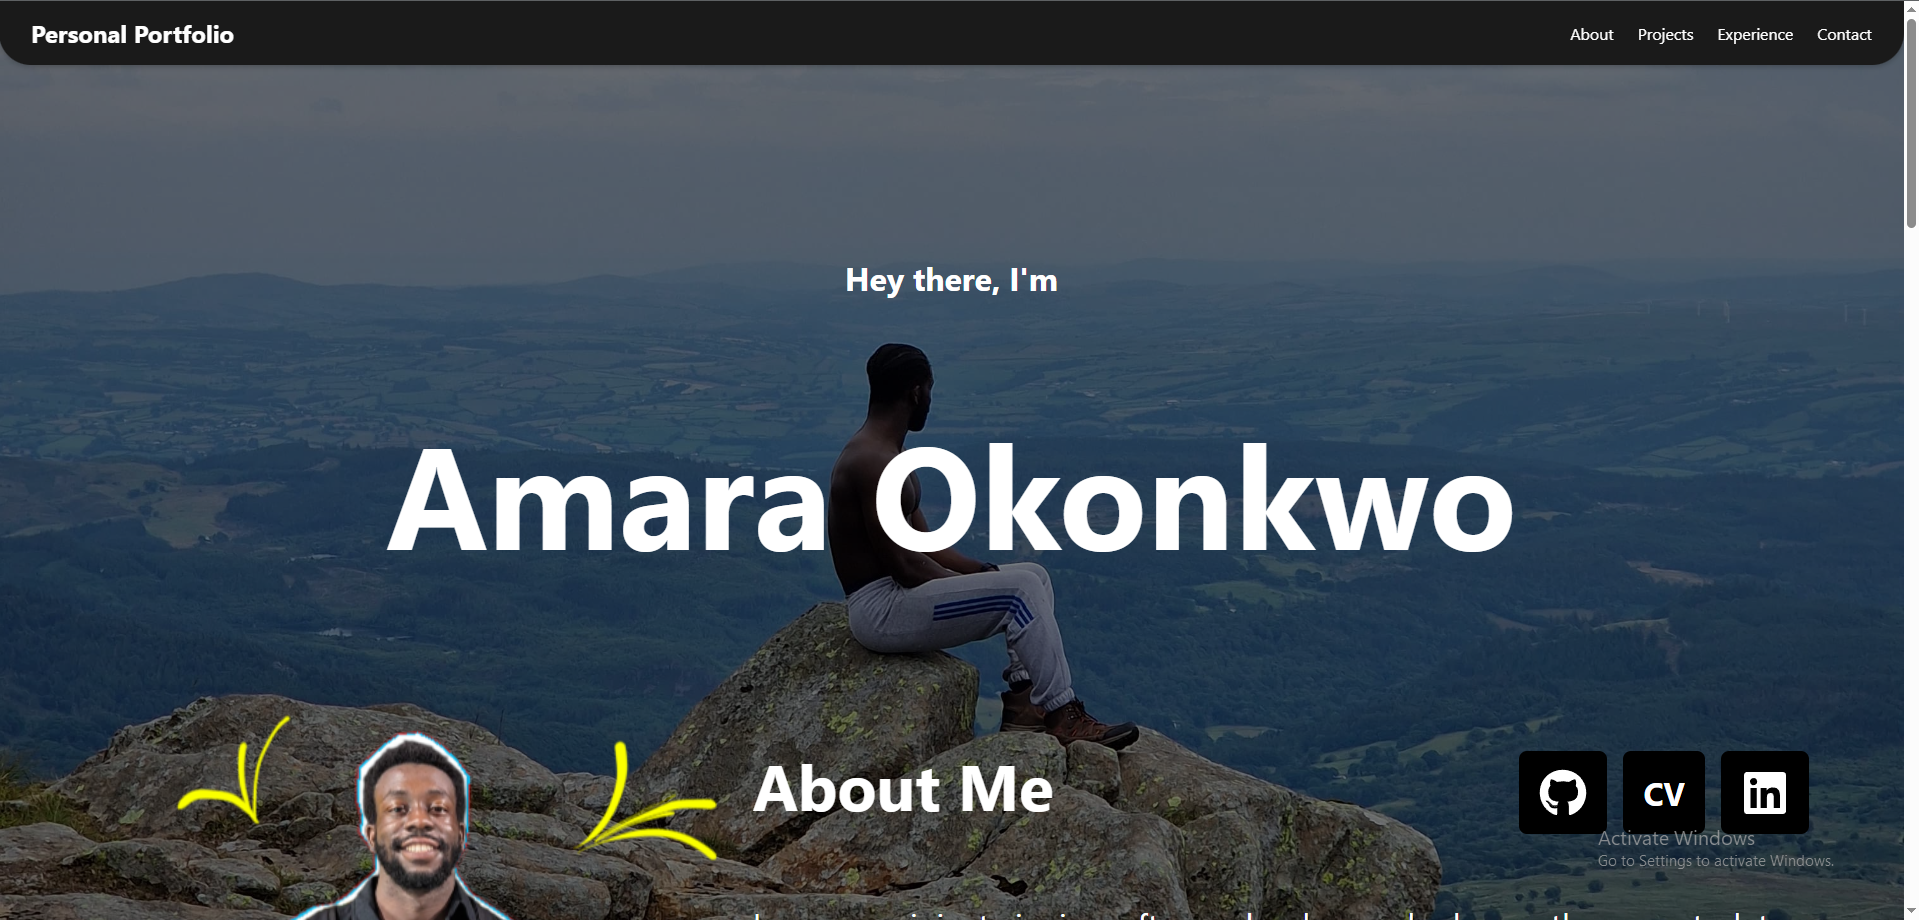 Personal Portfolio
About Projects Experience Contact
Hey there, I'm
Amara Okonkwo
About Me
CV
in
Activate Windows
Go to Settings to activate Windows.